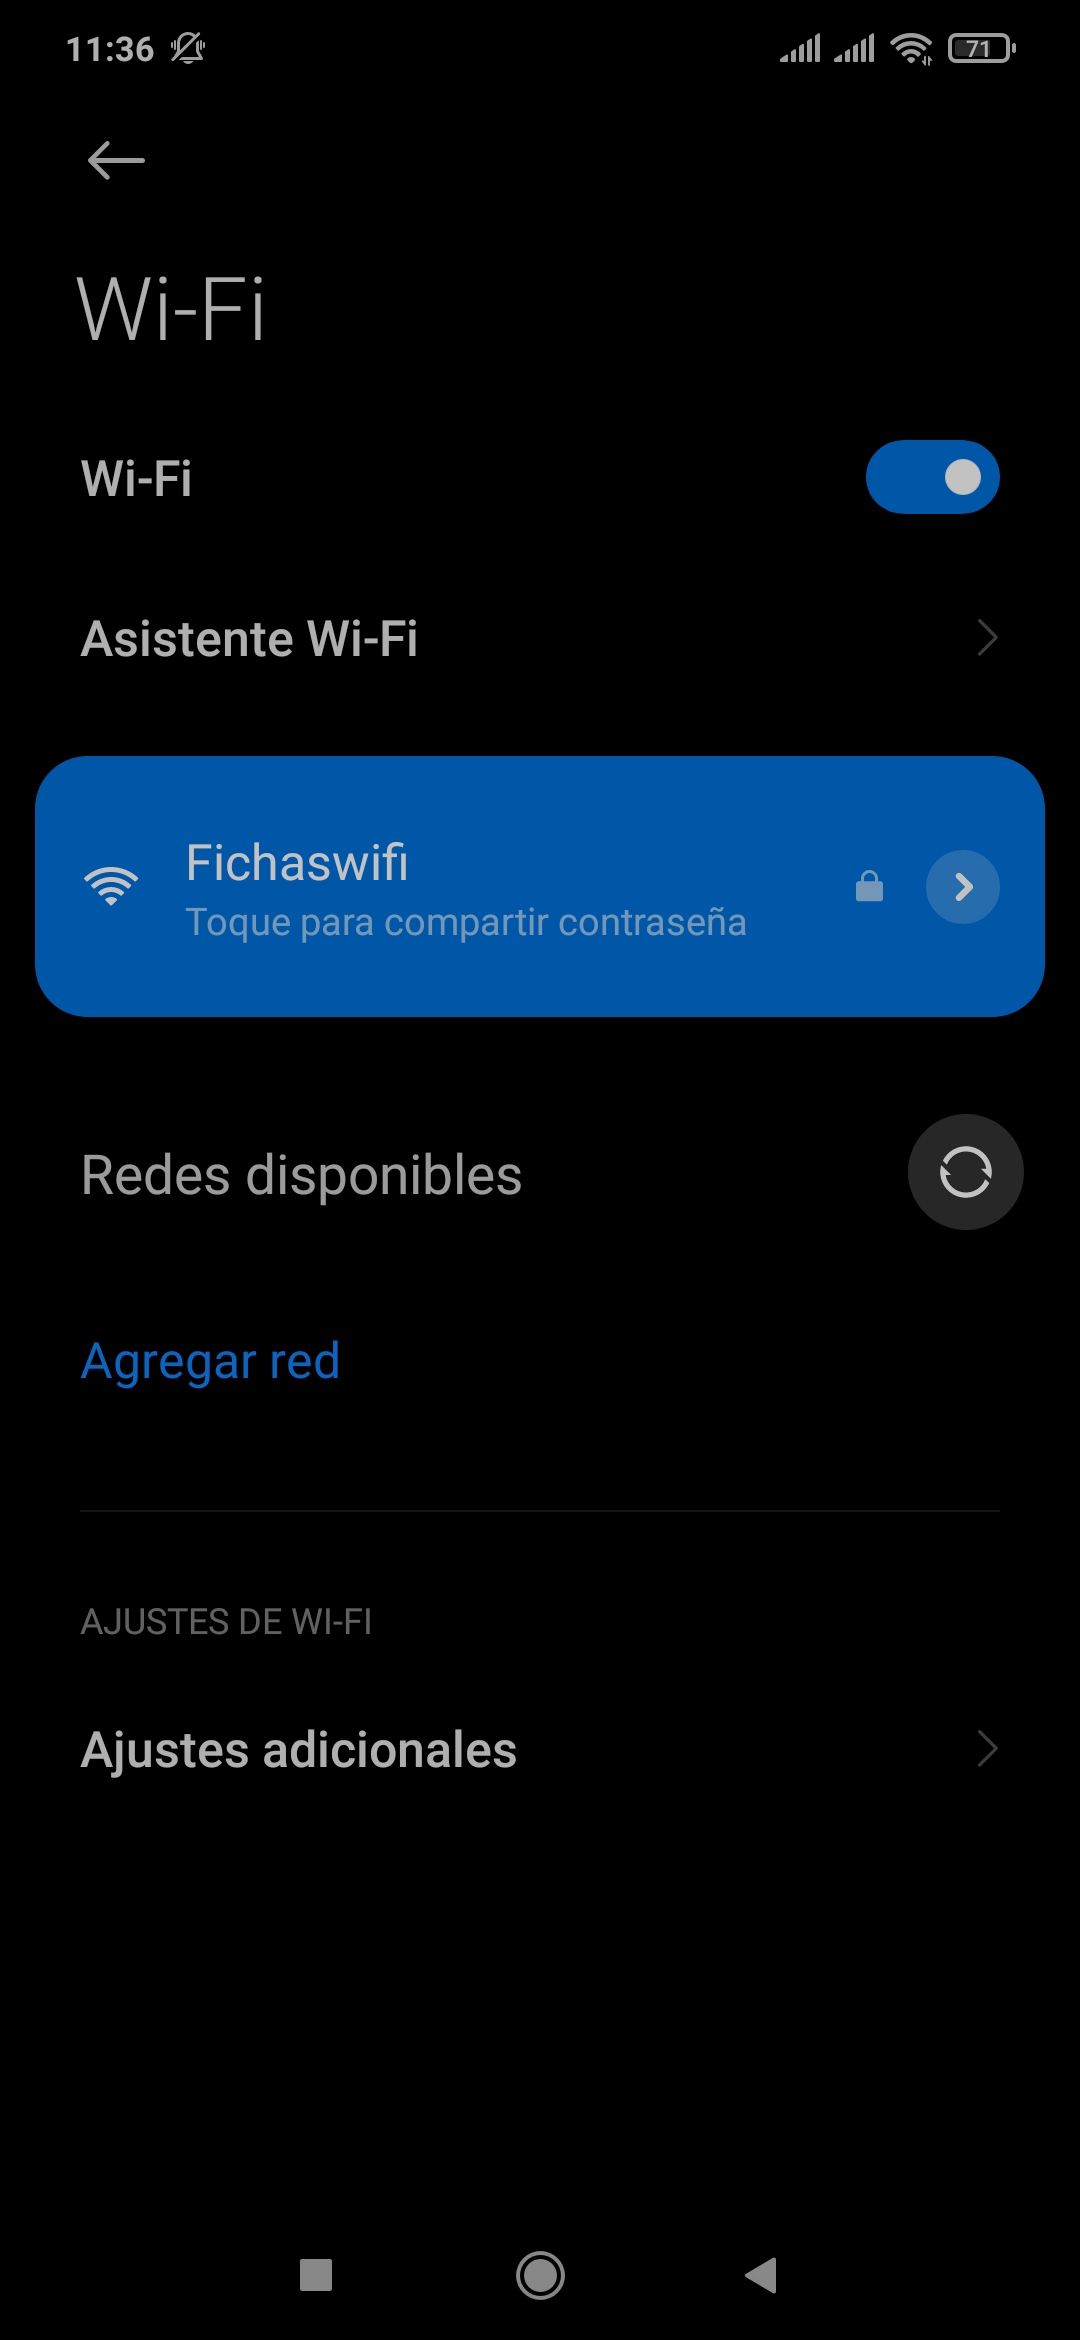 11:36
71
Wi-Fi
Wi-Fi
Asistente Wi-Fi
Fichaswifi
Toque para compartir contraseña
Redes disponibles
Agregar red
AJUSTES DE WI-FI
Ajustes adicionales